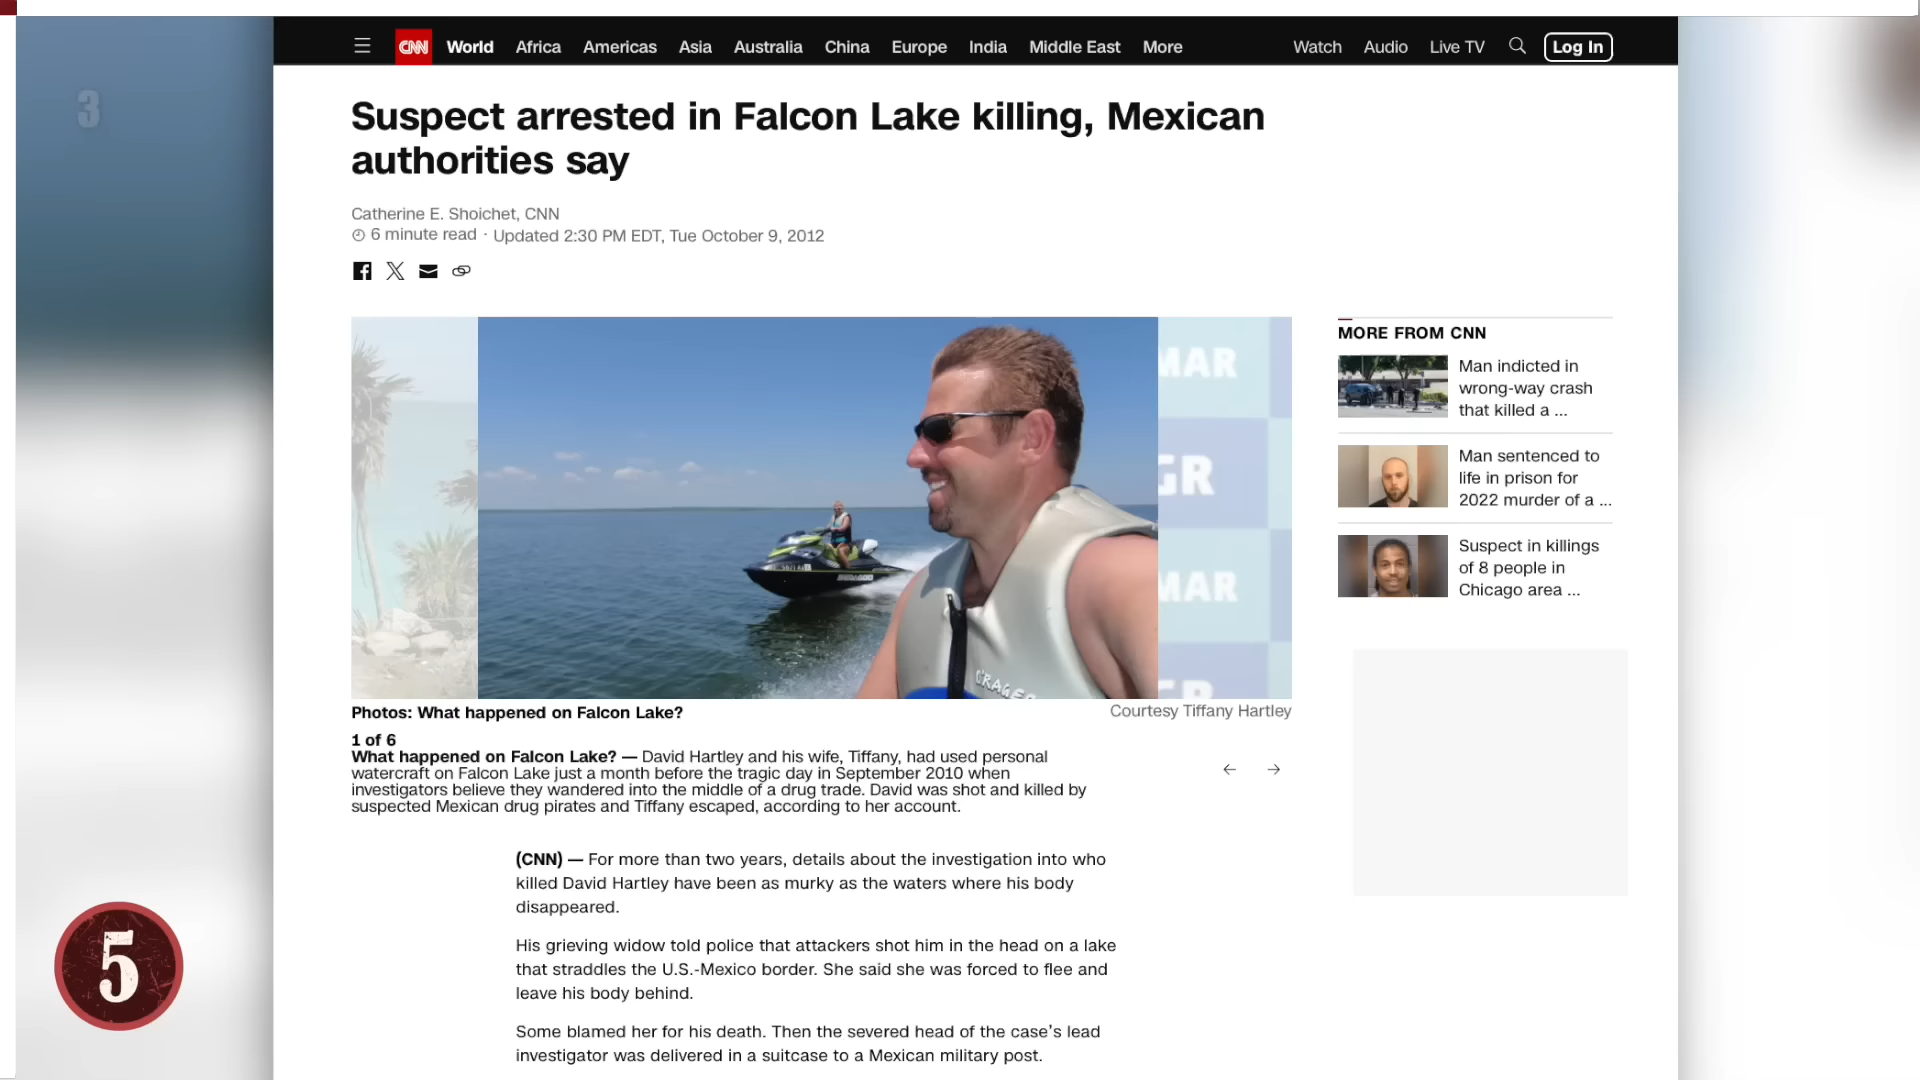 3
CNN World Africa Americas Asia Australia China Europe India Middle East More Watch Audio Live TV Log In
Suspect arrested in Falcon Lake killing, Mexican
authorities say
Catherine E. Shoichet, CNN
6 minute read · Updated 2:30 PM EDT, Tue October 9, 2012
MAR
GR
MAR
GR
Photos: What happened on Falcon Lake?
Courtesy Tiffany Hartley
1 of 6
What happened on Falcon Lake? — David Hartley and his wife, Tiffany, had used personal
watercraft on Falcon Lake just a month before the tragic day in September 2010 when
investigators believe they wandered into the middle of a drug trade. David was shot and killed by
suspected Mexican drug pirates and Tiffany escaped, according to her account.
(CNN) — For more than two years, details about the investigation into who
killed David Hartley have been as murky as the waters where his body
disappeared.
His grieving widow told police that attackers shot him in the head on a lake
that straddles the U.S.-Mexico border. She said she was forced to flee and
leave his body behind.
Some blamed her for his death. Then the severed head of the case's lead
investigator was delivered in a suitcase to a Mexican military post.
MORE FROM CNN
Man indicted in
wrong-way crash
that killed a ...
Man sentenced to
life in prison for
2022 murder of a ...
Suspect in killings
of 8 people in
Chicago area ...
5